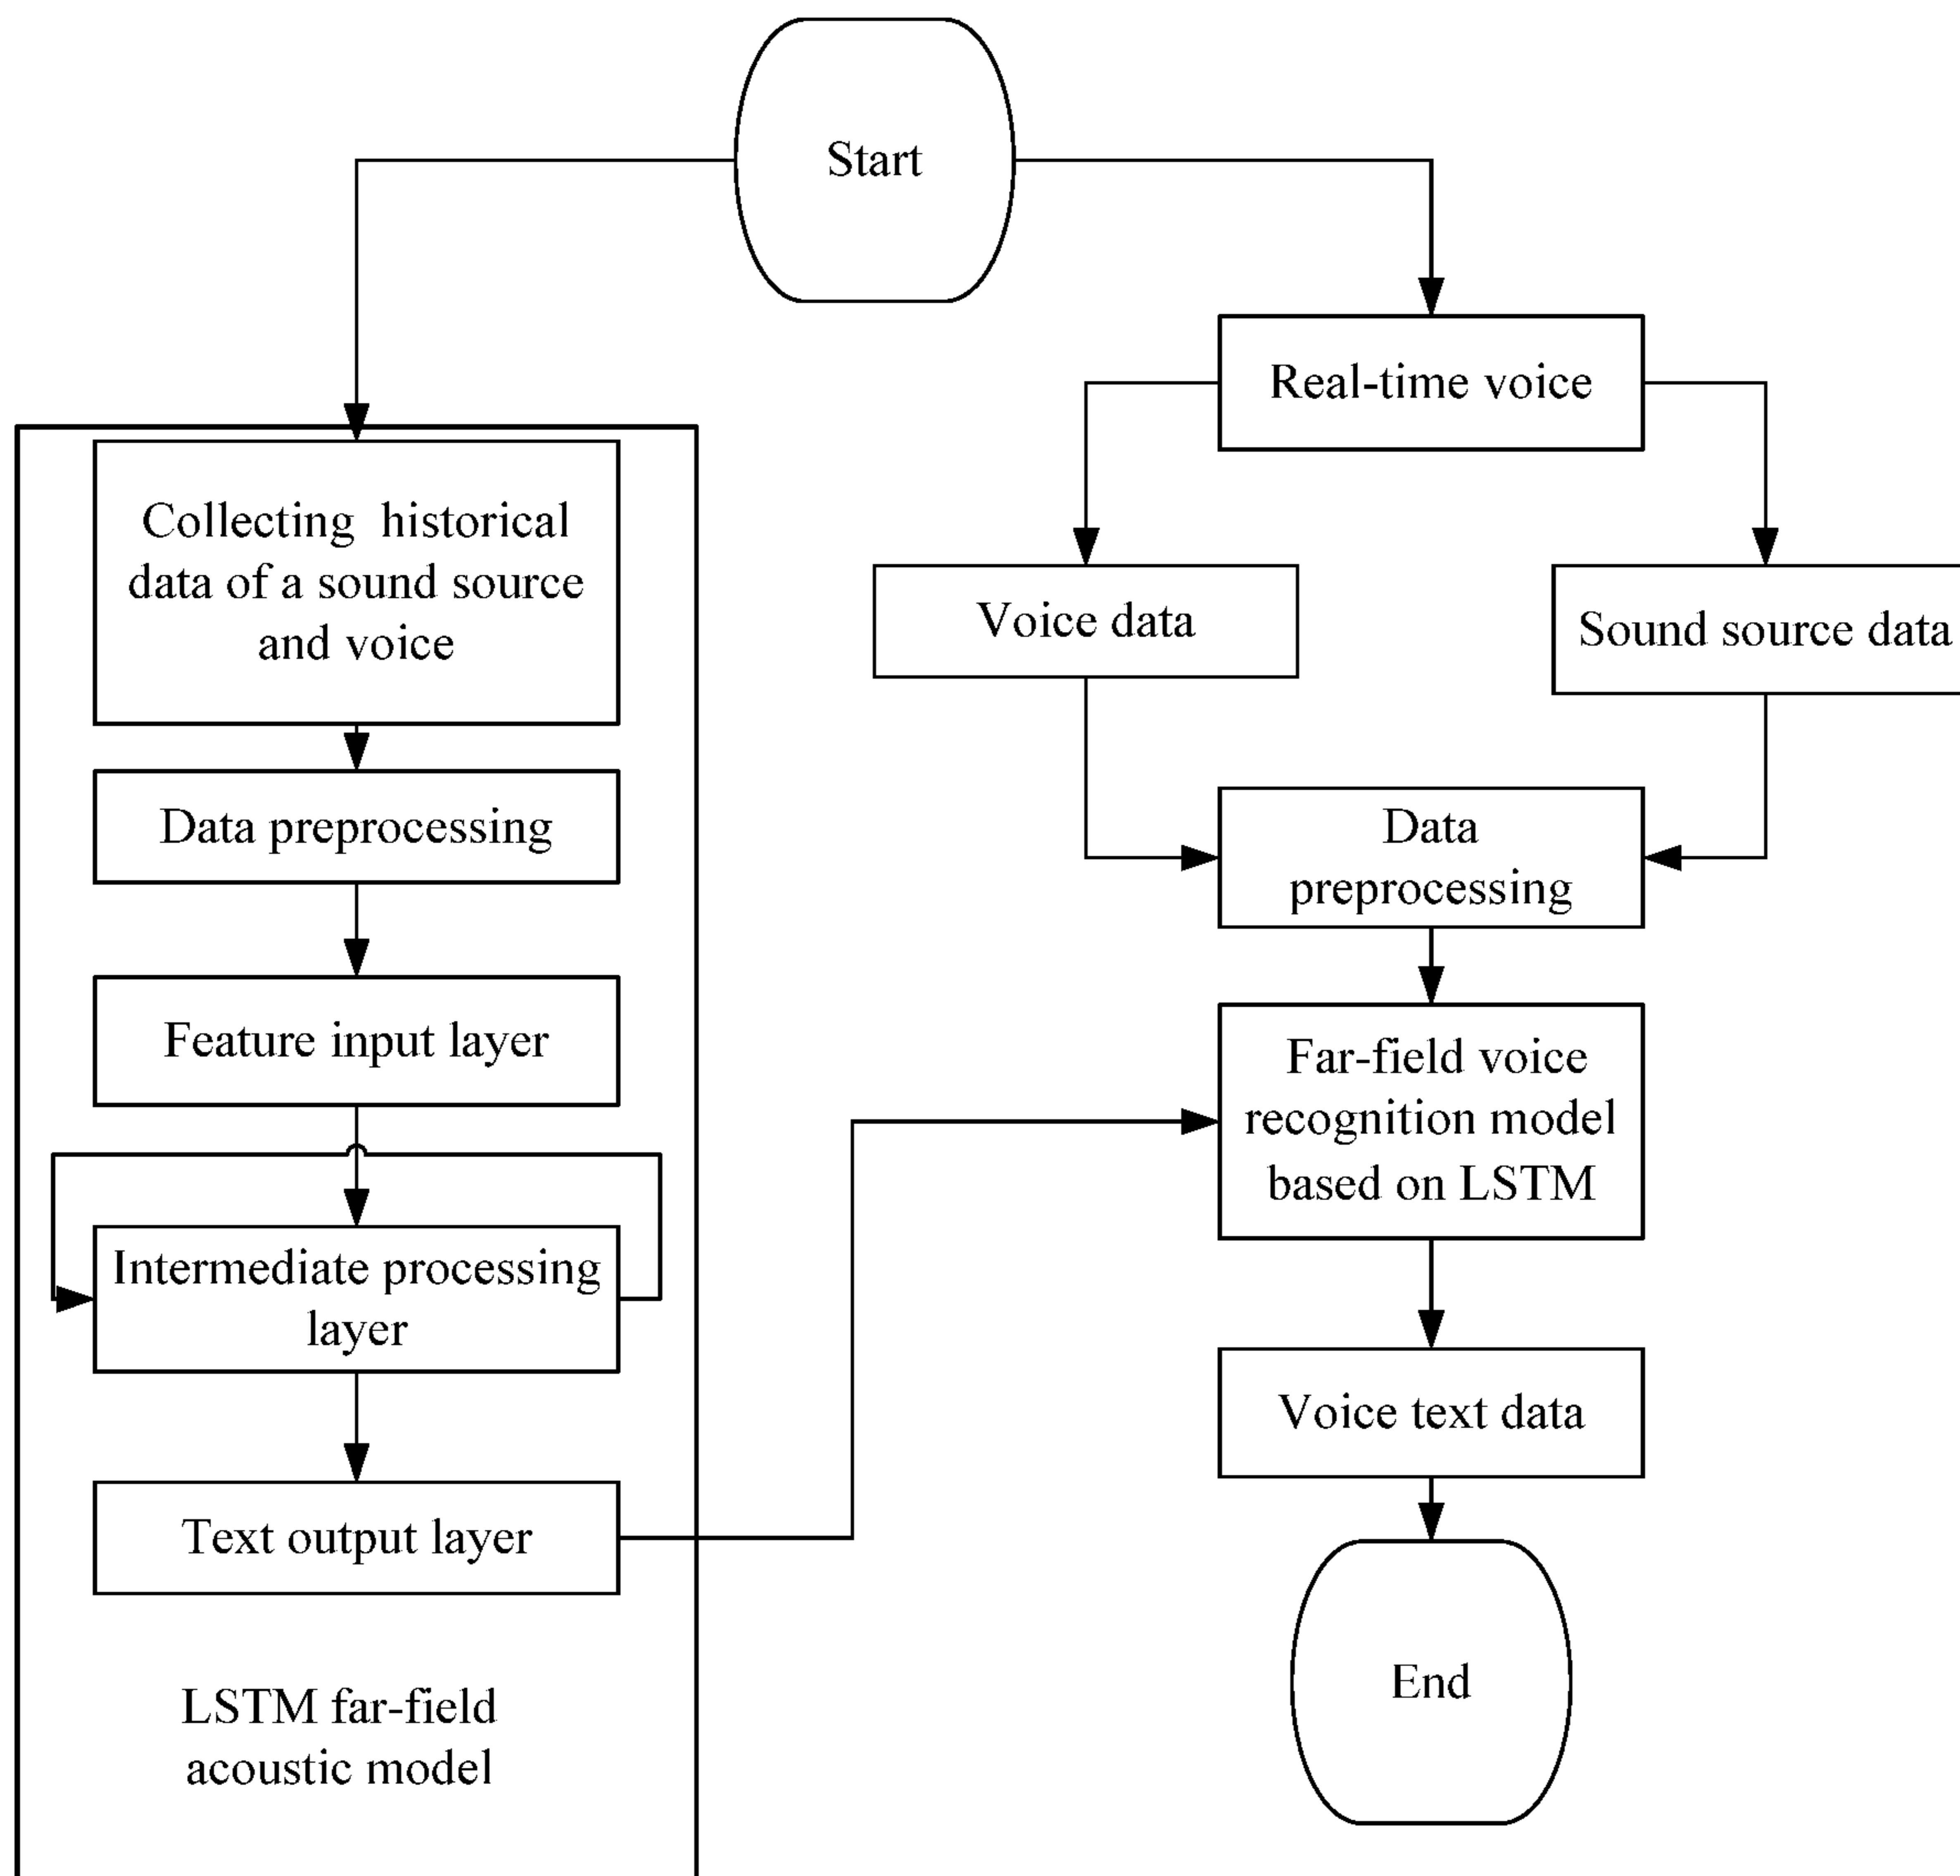 Start
Collecting historical
data of a sound source
and voice
Data preprocessing
Feature input layer
Intermediate processing
layer
Text output layer
LSTM far-field
acoustic model
Real-time voice
Voice data
Sound source data
Data
preprocessing
Far-field voice
recognition model
based on LSTM
Voice text data
End